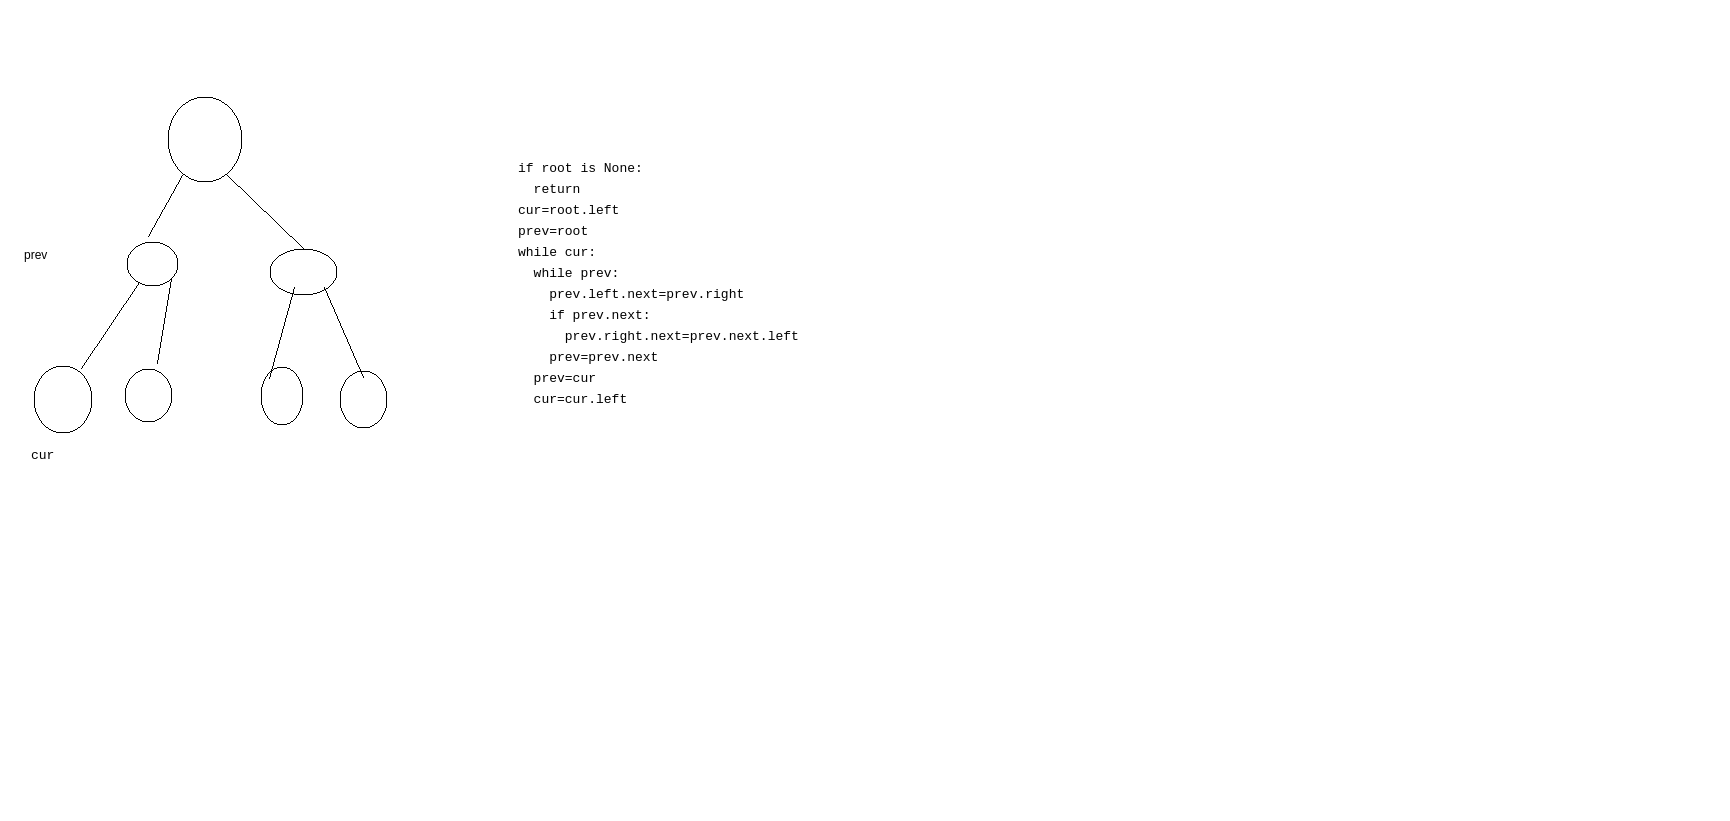 prev
cur
if root is None:
  return
cur=root.left
prev=root
while cur:
  while prev:
    prev.left.next=prev.right
    if prev.next:
      prev.right.next=prev.next.left
    prev=prev.next
  prev=cur
  cur=cur.left